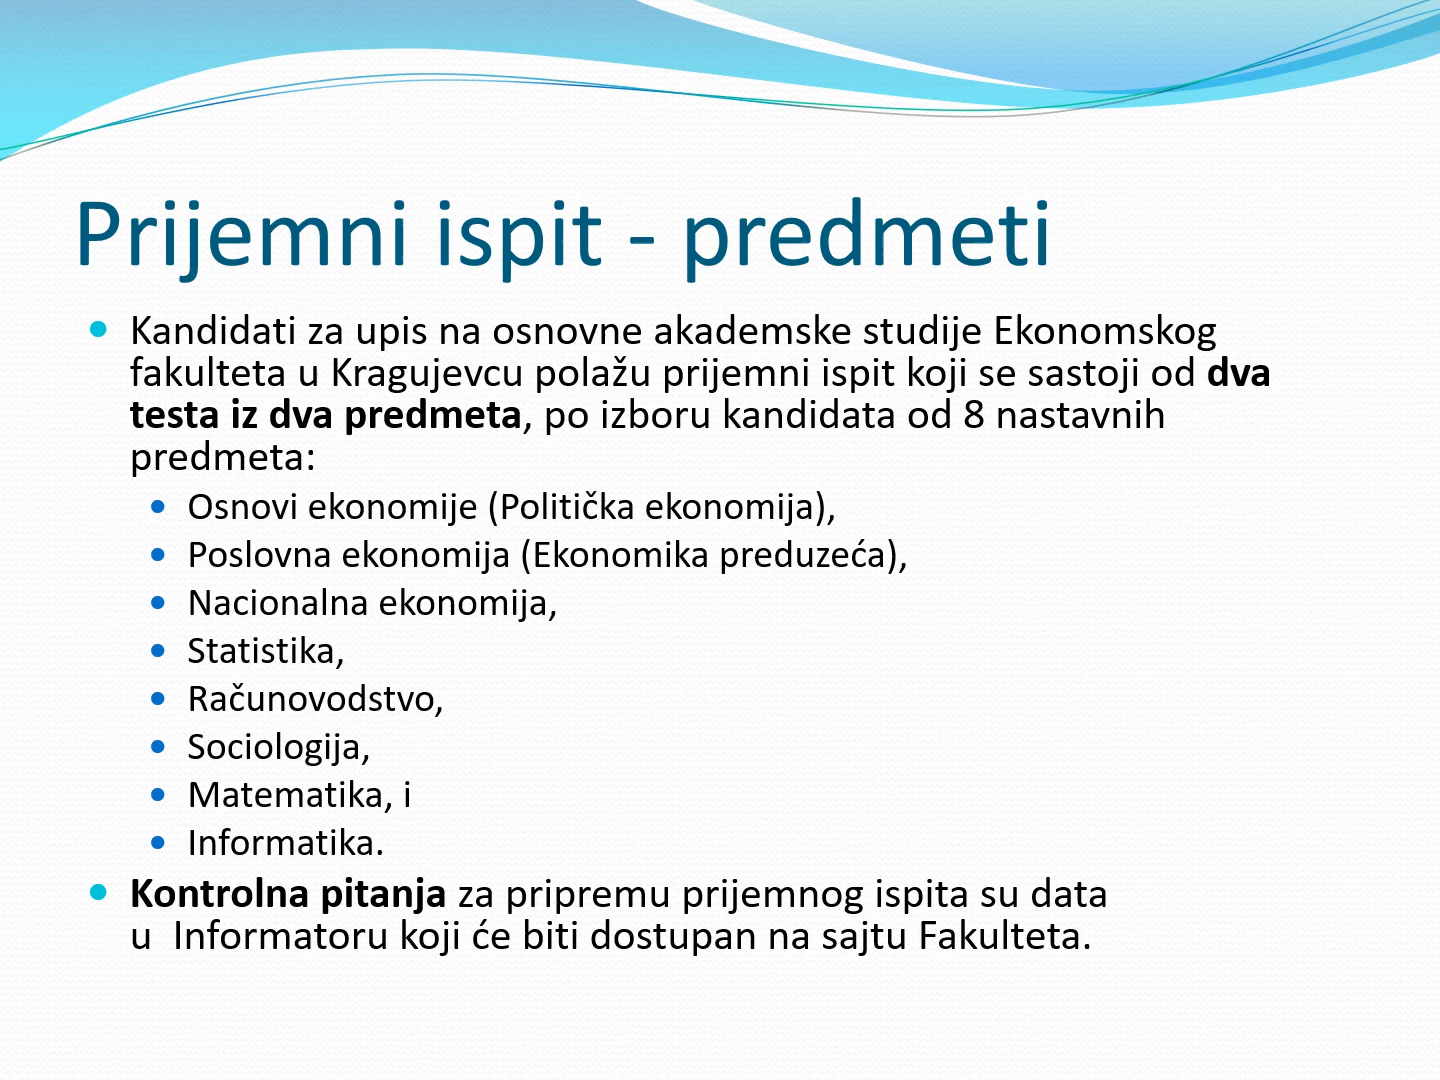 Prijemni ispit - predmeti
Kandidati za upis na osnovne akademske studije Ekonomskog
fakulteta u Kragujevcu polažu prijemni ispit koji se sastoji od dva
testa iz dva predmeta, po izboru kandidata od 8 nastavnih
predmeta:
Osnovi ekonomije (Politička ekonomija),
Poslovna ekonomija (Ekonomika preduzeća),
Nacionalna ekonomija,
Statistika,
Računovodstvo,
Sociologija,
Matematika, i
Informatika.
Kontrolna pitanja za pripremu prijemnog ispita su data
u  Informatoru koji će biti dostupan na sajtu Fakulteta.